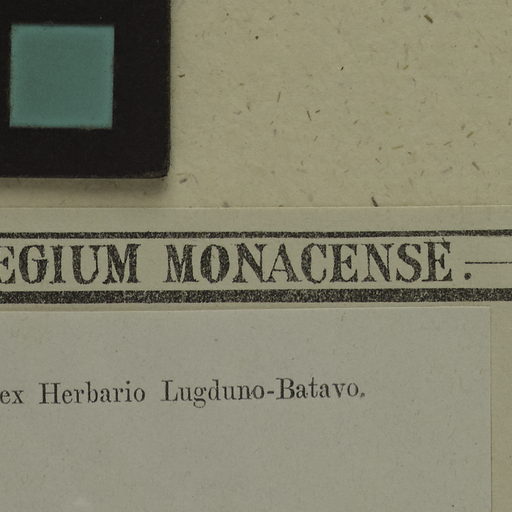 EGIUM MONACENSE.—
ex Herbario Lugduno-Batavo.